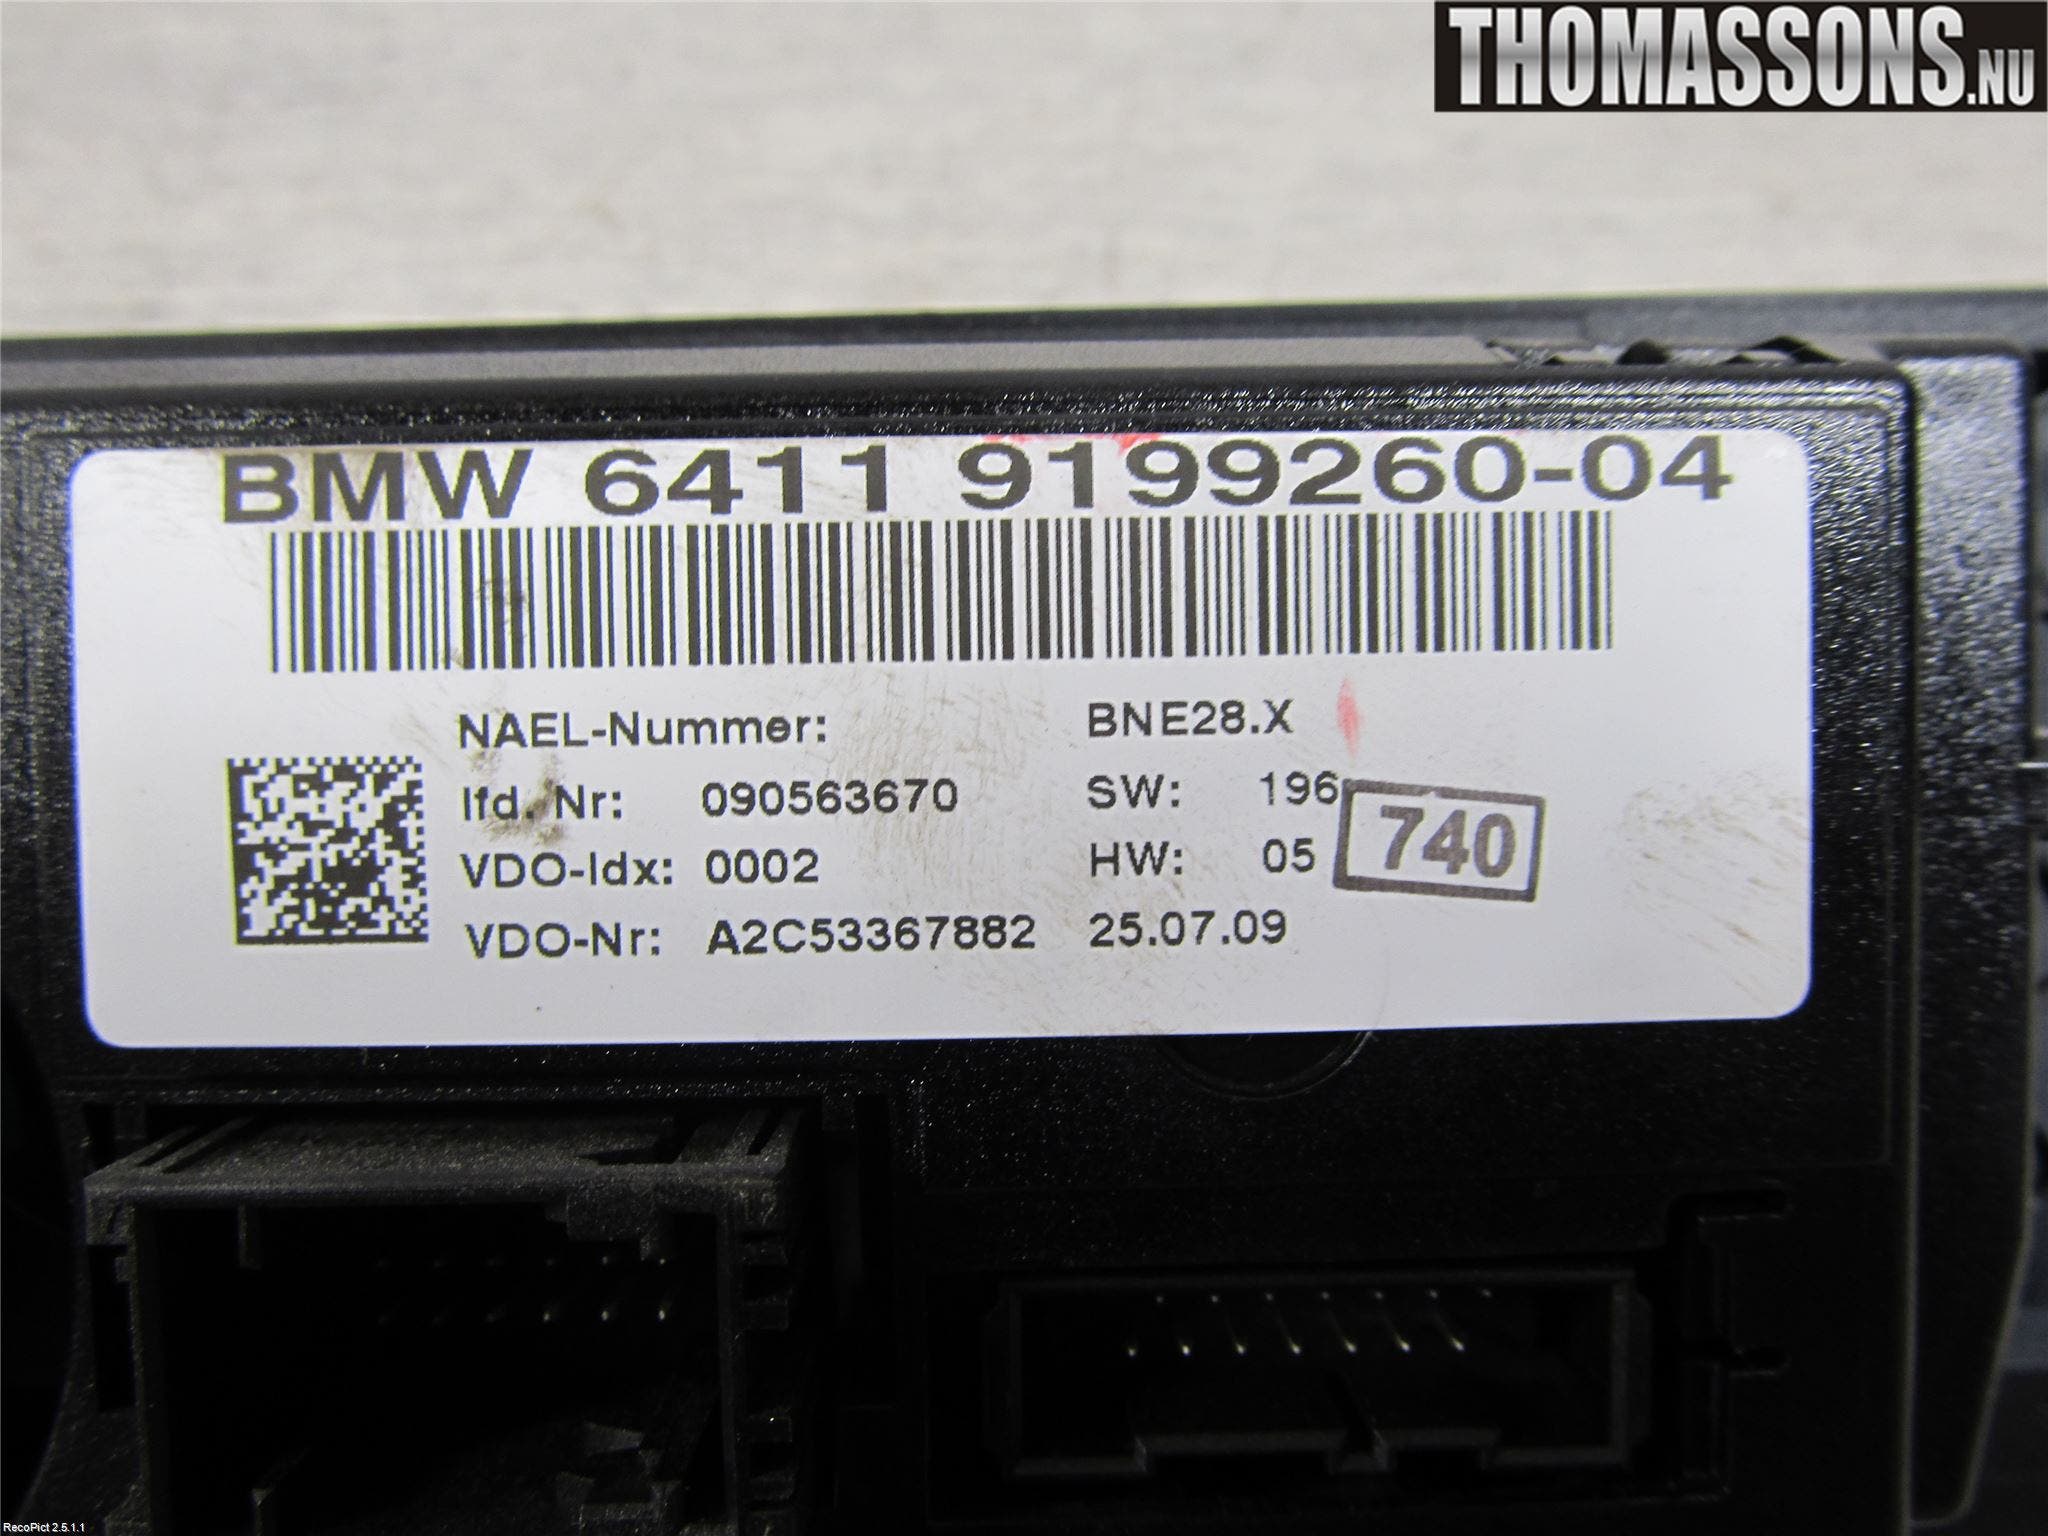 THOMASSONS.NU
BMW 6411 9199260-04
NAEL-Nummer: BNE28.X
lfd. Nr: 090563670 SW: 196
740
VDO-Idx: 0002 HW: 05
VDO-Nr: A2C53367882 25.07.09
RecoPict 2.5.1.1